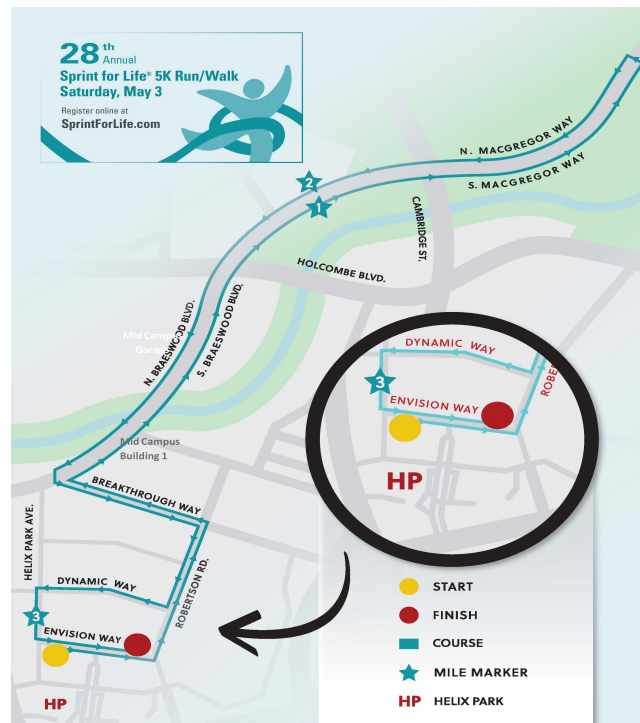 28th
Annual
Sprint for Life® 5K Run/Walk
Saturday, May 3
Register online at
SprintForLife.com
N. MACGREGOR WAY
S. MACGREGOR WAY
2
1
CAMBRIDGE ST.
HOLCOMBE BLVD.
N. BRAESWOOD BLVD.
S. BRAESWOOD BLVD.
Mid Campus
Garage
Mid Campus
Building 1
BREAKTHROUGH WAY
HELIX PARK AVE.
DYNAMIC WAY
ROBERTSON RD.
3
ENVISION WAY
HP
DYNAMIC WAY
3
ENVISION WAY
HP
START
FINISH
COURSE
MILE MARKER
HP HELIX PARK